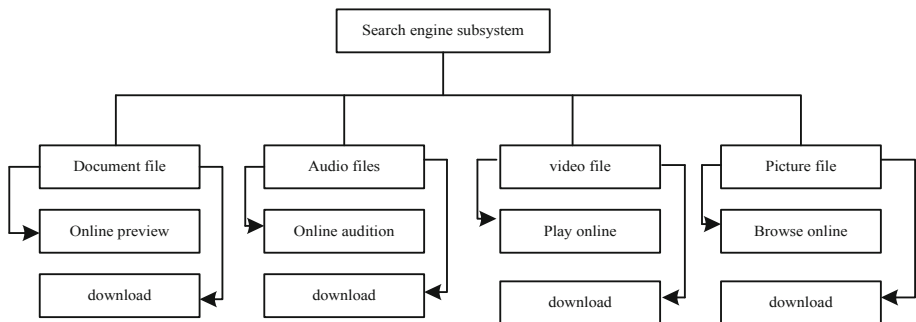 Search engine subsystem
Document file
Audio files
video file
Picture file
Online preview
Online audition
Play online
Browse online
download
download
download
download